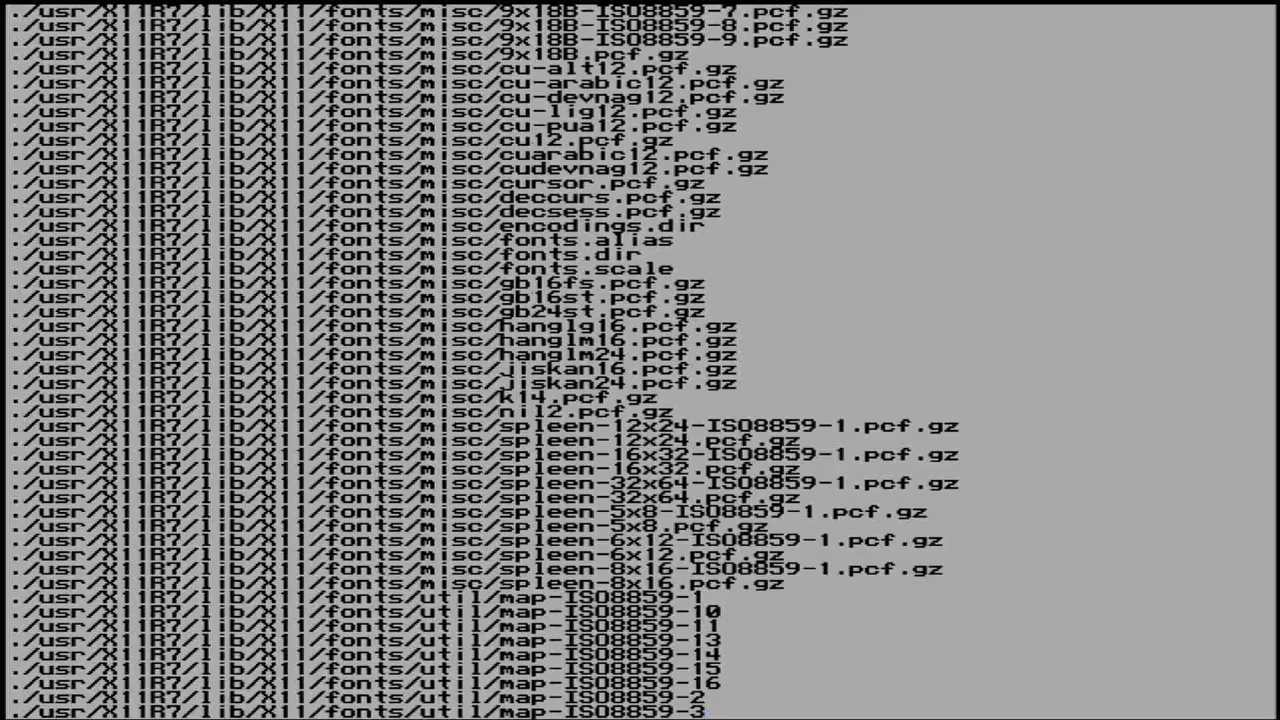 ./usr/X11R7/lib/X11/fonts/misc/9x18B-ISO8859-7.pcf.gz
./usr/X11R7/lib/X11/fonts/misc/9x18B-ISO8859-8.pcf.gz
./usr/X11R7/lib/X11/fonts/misc/9x18B-ISO8859-9.pcf.gz
./usr/X11R7/lib/X11/fonts/misc/9x18B.pcf.gz
./usr/X11R7/lib/X11/fonts/misc/cu-alt12.pcf.gz
./usr/X11R7/lib/X11/fonts/misc/cu-arabic12.pcf.gz
./usr/X11R7/lib/X11/fonts/misc/cu-devnag12.pcf.gz
./usr/X11R7/lib/X11/fonts/misc/cu-lig12.pcf.gz
./usr/X11R7/lib/X11/fonts/misc/cu-pua12.pcf.gz
./usr/X11R7/lib/X11/fonts/misc/cu12.pcf.gz
./usr/X11R7/lib/X11/fonts/misc/cuarabic12.pcf.gz
./usr/X11R7/lib/X11/fonts/misc/cudevnag12.pcf.gz
./usr/X11R7/lib/X11/fonts/misc/cursor.pcf.gz
./usr/X11R7/lib/X11/fonts/misc/deccurs.pcf.gz
./usr/X11R7/lib/X11/fonts/misc/decsess.pcf.gz
./usr/X11R7/lib/X11/fonts/misc/encodings.dir
./usr/X11R7/lib/X11/fonts/misc/fonts.alias
./usr/X11R7/lib/X11/fonts/misc/fonts.dir
./usr/X11R7/lib/X11/fonts/misc/fonts.scale
./usr/X11R7/lib/X11/fonts/misc/gb16fs.pcf.gz
./usr/X11R7/lib/X11/fonts/misc/gb16st.pcf.gz
./usr/X11R7/lib/X11/fonts/misc/gb24st.pcf.gz
./usr/X11R7/lib/X11/fonts/misc/hanglg16.pcf.gz
./usr/X11R7/lib/X11/fonts/misc/hanglm16.pcf.gz
./usr/X11R7/lib/X11/fonts/misc/hanglm24.pcf.gz
./usr/X11R7/lib/X11/fonts/misc/jiskan16.pcf.gz
./usr/X11R7/lib/X11/fonts/misc/jiskan24.pcf.gz
./usr/X11R7/lib/X11/fonts/misc/k14.pcf.gz
./usr/X11R7/lib/X11/fonts/misc/nil2.pcf.gz
./usr/X11R7/lib/X11/fonts/misc/spleen-12x24-ISO8859-1.pcf.gz
./usr/X11R7/lib/X11/fonts/misc/spleen-12x24.pcf.gz
./usr/X11R7/lib/X11/fonts/misc/spleen-16x32-ISO8859-1.pcf.gz
./usr/X11R7/lib/X11/fonts/misc/spleen-16x32.pcf.gz
./usr/X11R7/lib/X11/fonts/misc/spleen-32x64-ISO8859-1.pcf.gz
./usr/X11R7/lib/X11/fonts/misc/spleen-32x64.pcf.gz
./usr/X11R7/lib/X11/fonts/misc/spleen-5x8-ISO8859-1.pcf.gz
./usr/X11R7/lib/X11/fonts/misc/spleen-5x8.pcf.gz
./usr/X11R7/lib/X11/fonts/misc/spleen-6x12-ISO8859-1.pcf.gz
./usr/X11R7/lib/X11/fonts/misc/spleen-6x12.pcf.gz
./usr/X11R7/lib/X11/fonts/misc/spleen-8x16-ISO8859-1.pcf.gz
./usr/X11R7/lib/X11/fonts/misc/spleen-8x16.pcf.gz
./usr/X11R7/lib/X11/fonts/util/map-ISO8859-1
./usr/X11R7/lib/X11/fonts/util/map-ISO8859-10
./usr/X11R7/lib/X11/fonts/util/map-ISO8859-11
./usr/X11R7/lib/X11/fonts/util/map-ISO8859-13
./usr/X11R7/lib/X11/fonts/util/map-ISO8859-14
./usr/X11R7/lib/X11/fonts/util/map-ISO8859-15
./usr/X11R7/lib/X11/fonts/util/map-ISO8859-16
./usr/X11R7/lib/X11/fonts/util/map-ISO8859-2
./usr/X11R7/lib/X11/fonts/util/map-ISO8859-3